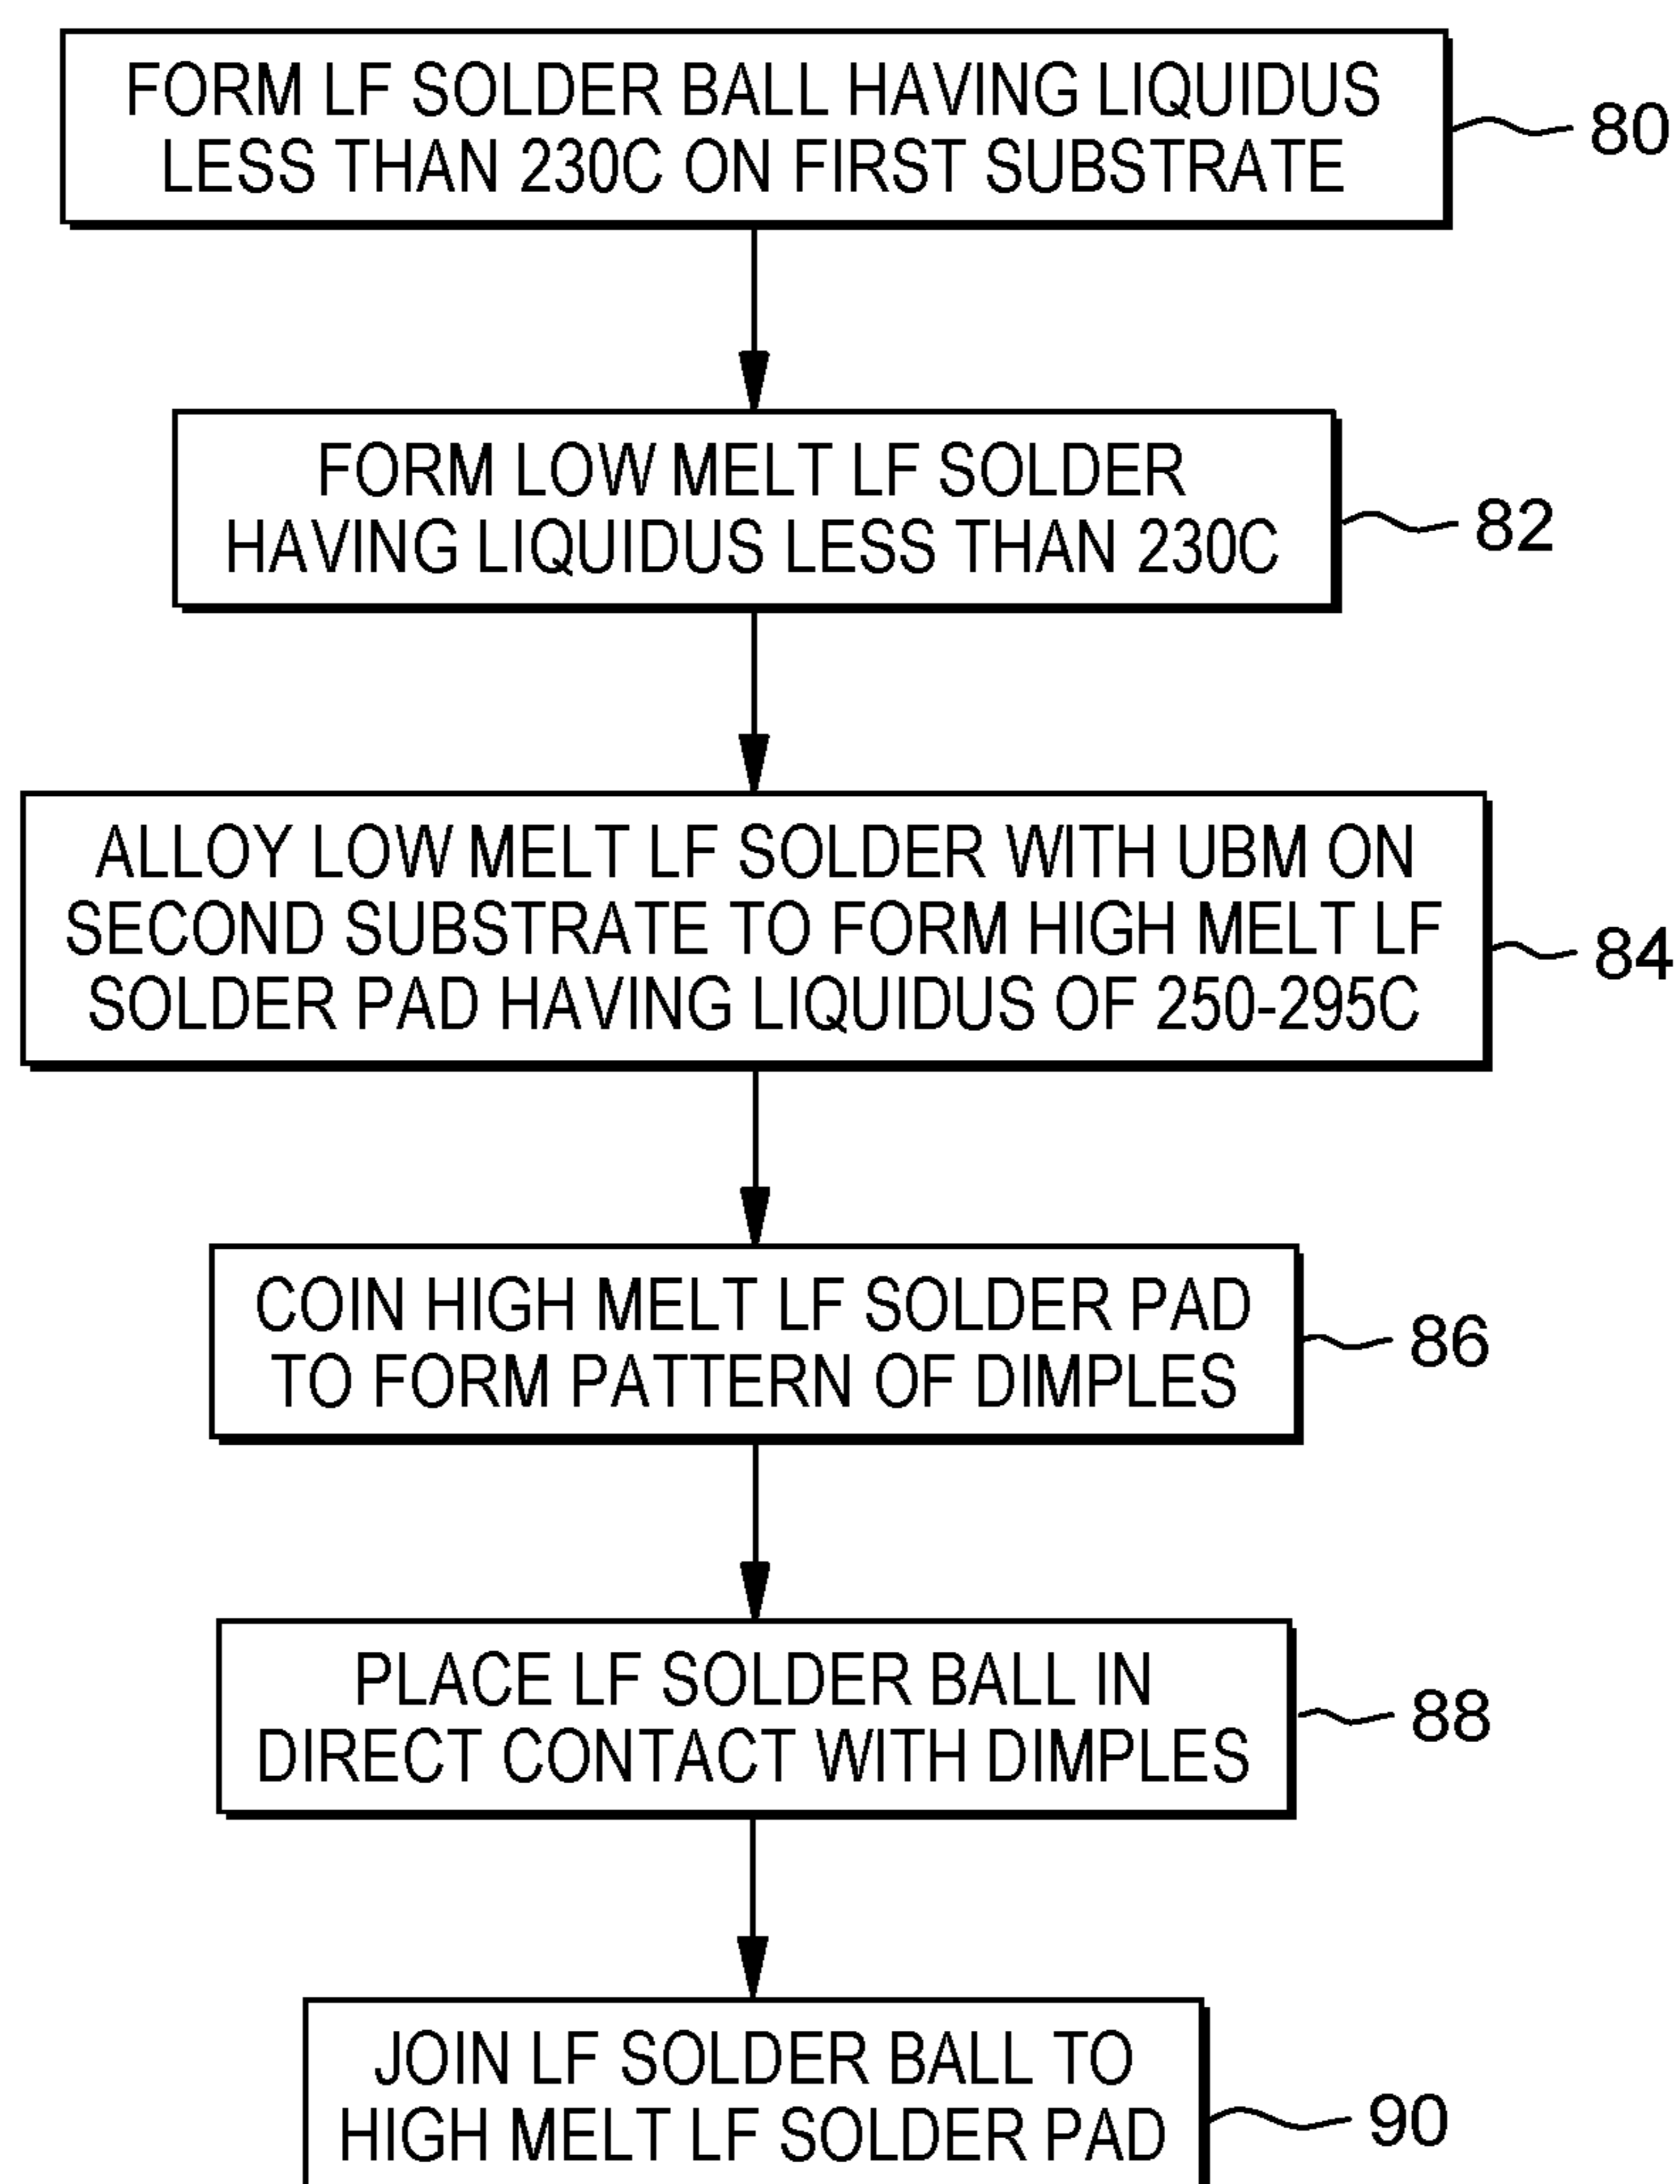 FORM LF SOLDER BALL HAVING LIQUIDUS
LESS THAN 230C ON FIRST SUBSTRATE
80
FORM LOW MELT LF SOLDER
HAVING LIQUIDUS LESS THAN 230C
82
ALLOY LOW MELT LF SOLDER WITH UBM ON
SECOND SUBSTRATE TO FORM HIGH MELT LF
SOLDER PAD HAVING LIQUIDUS OF 250-295C
84
COIN HIGH MELT LF SOLDER PAD
TO FORM PATTERN OF DIMPLES
86
PLACE LF SOLDER BALL IN
DIRECT CONTACT WITH DIMPLES
88
JOIN LF SOLDER BALL TO
HIGH MELT LF SOLDER PAD
90